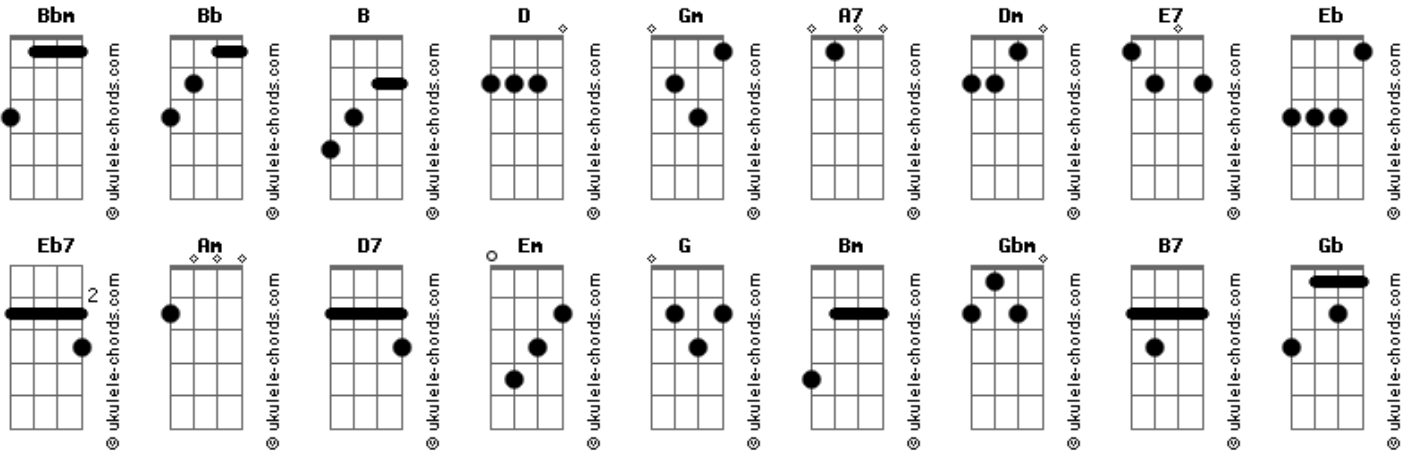 Bbm Bb B D Gm A7 Dm E7 Eb
© ukulele-chords.com © ukulele-chords.com © ukulele-chords.com © ukulele-chords.com © ukulele-chords.com © ukulele-chords.com © ukulele-chords.com © ukulele-chords.com © ukulele-chords.com
Eb7 Am D7 Em G Bm Gbm B7 Gb
2
© ukulele-chords.com © ukulele-chords.com © ukulele-chords.com © ukulele-chords.com © ukulele-chords.com © ukulele-chords.com © ukulele-chords.com © ukulele-chords.com © ukulele-chords.com